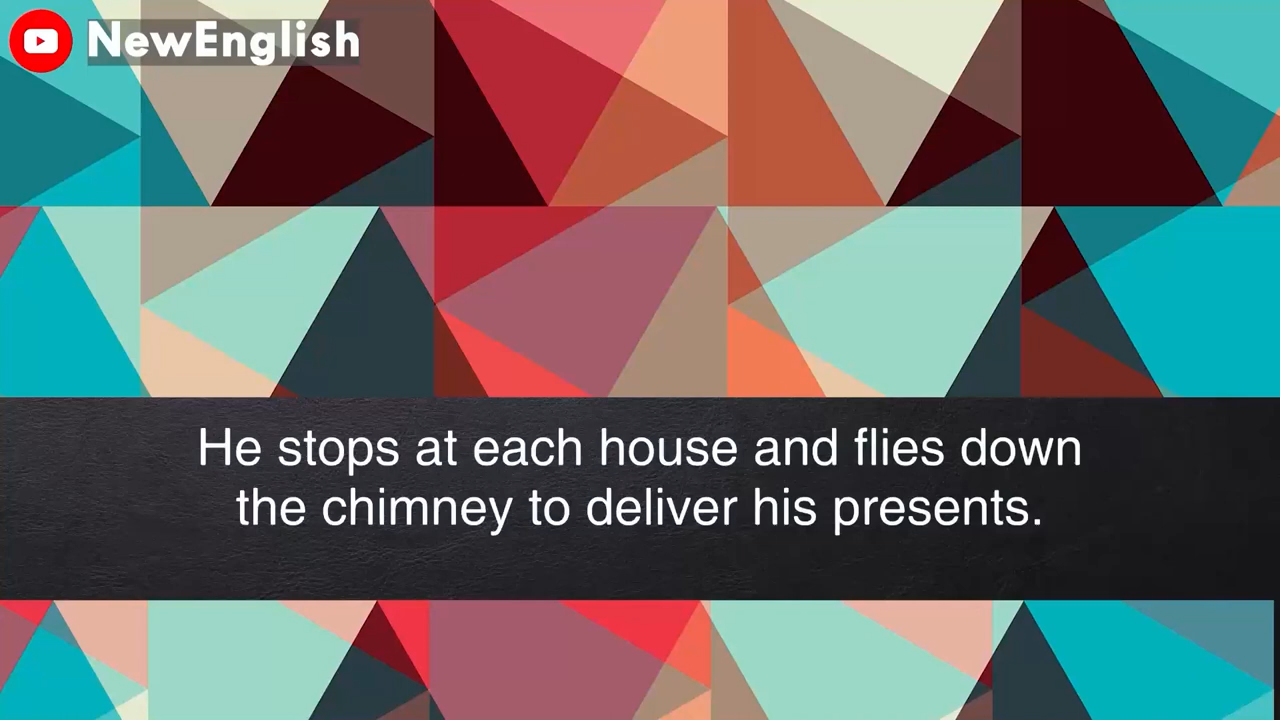 NewEnglish
He stops at each house and flies down
the chimney to deliver his presents.